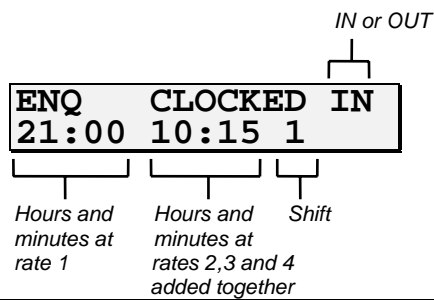 IN or OUT
ENQ CLOCKED IN
21:00 10:15 1
Hours and
minutes at
rate 1
Hours and
minutes at
rates 2,3 and 4
added together
Shift